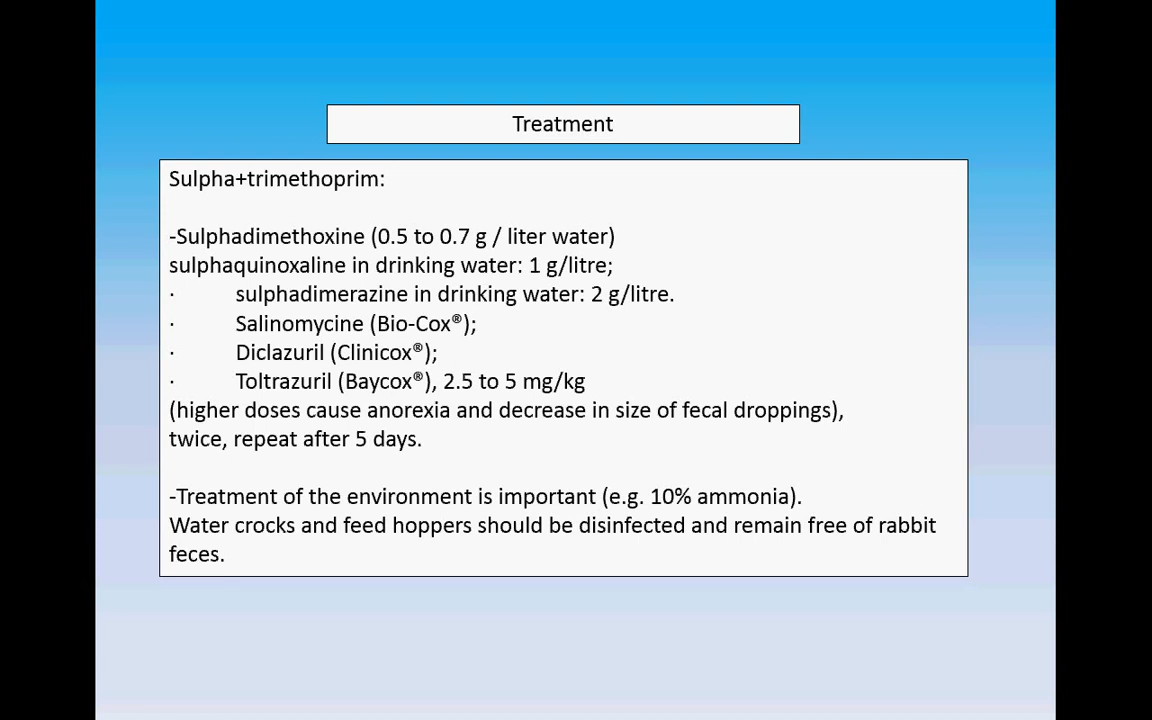 Treatment
Sulpha+trimethoprim:
-Sulphadimethoxine (0.5 to 0.7 g / liter water)
sulphaquinoxaline in drinking water: 1 g/litre;
· sulphadimerazine in drinking water: 2 g/litre.
· Salinomycine (Bio-Cox®);
· Diclazuril (Clinicox®);
· Toltrazuril (Baycox®), 2.5 to 5 mg/kg
(higher doses cause anorexia and decrease in size of fecal droppings),
twice, repeat after 5 days.
-Treatment of the environment is important (e.g. 10% ammonia).
Water crocks and feed hoppers should be disinfected and remain free of rabbit
feces.